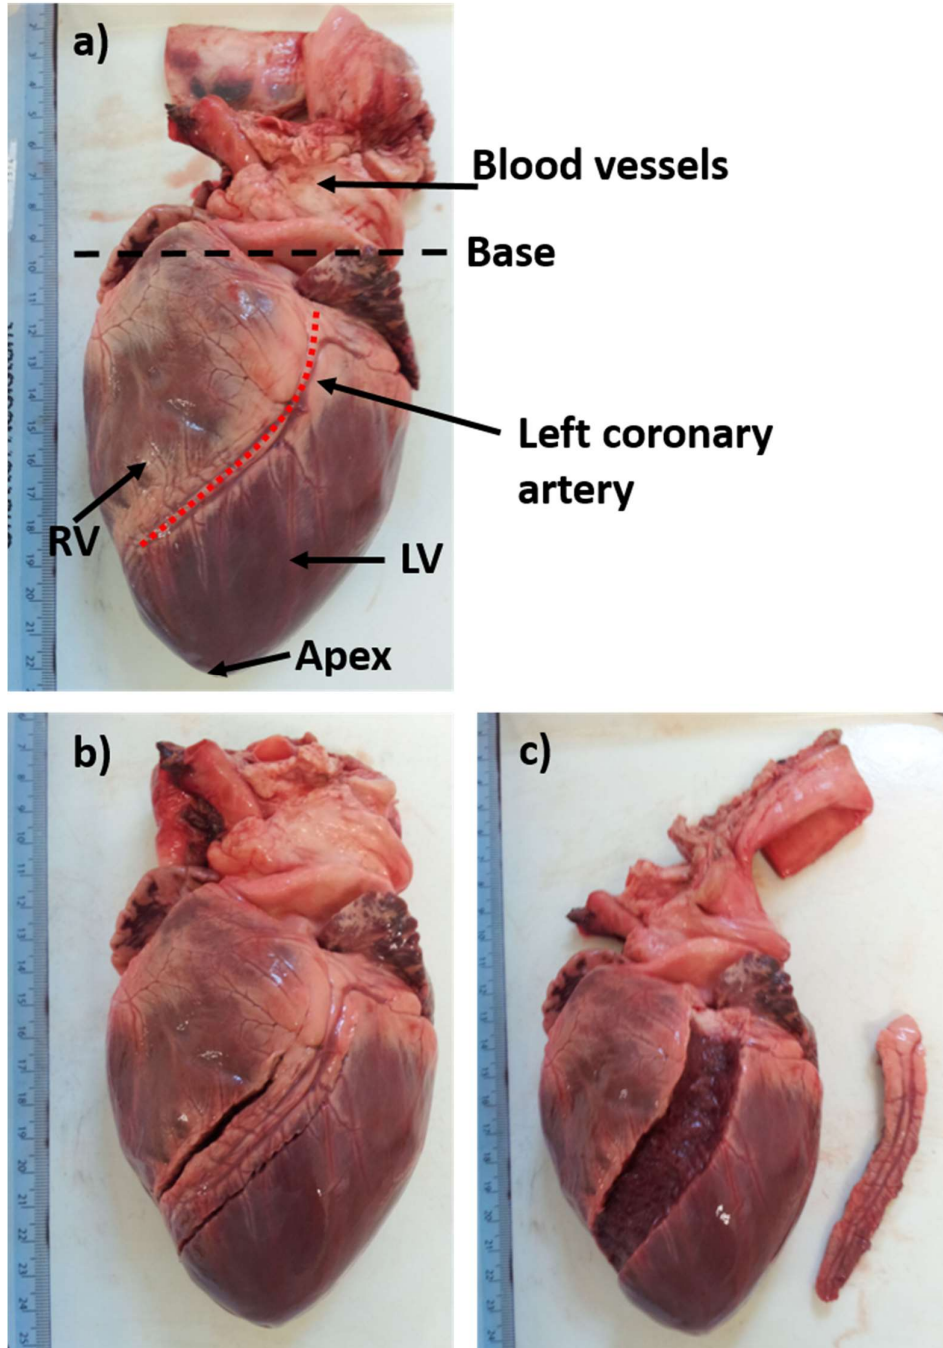 a)
Blood vessels
Base
Left coronary
artery
RV
LV
Apex
b)
c)